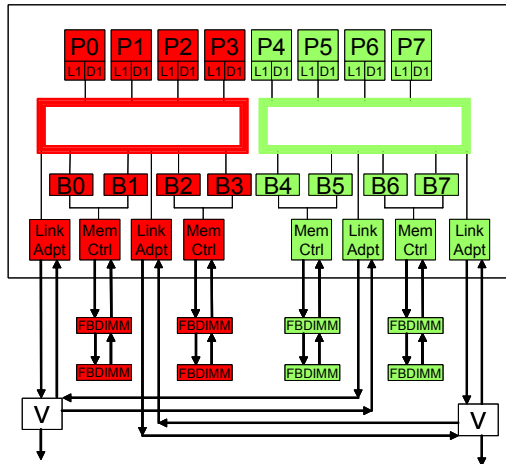 P0 P1 P2 P3 P4 P5 P6 P7
L1 D1 L1 D1 L1 D1 L1 D1 L1 D1 L1 D1 L1 D1 L1 D1
B0 B1 B2 B3 B4 B5 B6 B7
Link Mem Link Mem Mem Link Mem Link
Adpt Ctrl Adpt Ctrl Ctrl Adpt Ctrl Adpt
FBDIMM FBDIMM FBDIMM FBDIMM
FBDIMM FBDIMM FBDIMM FBDIMM
V V